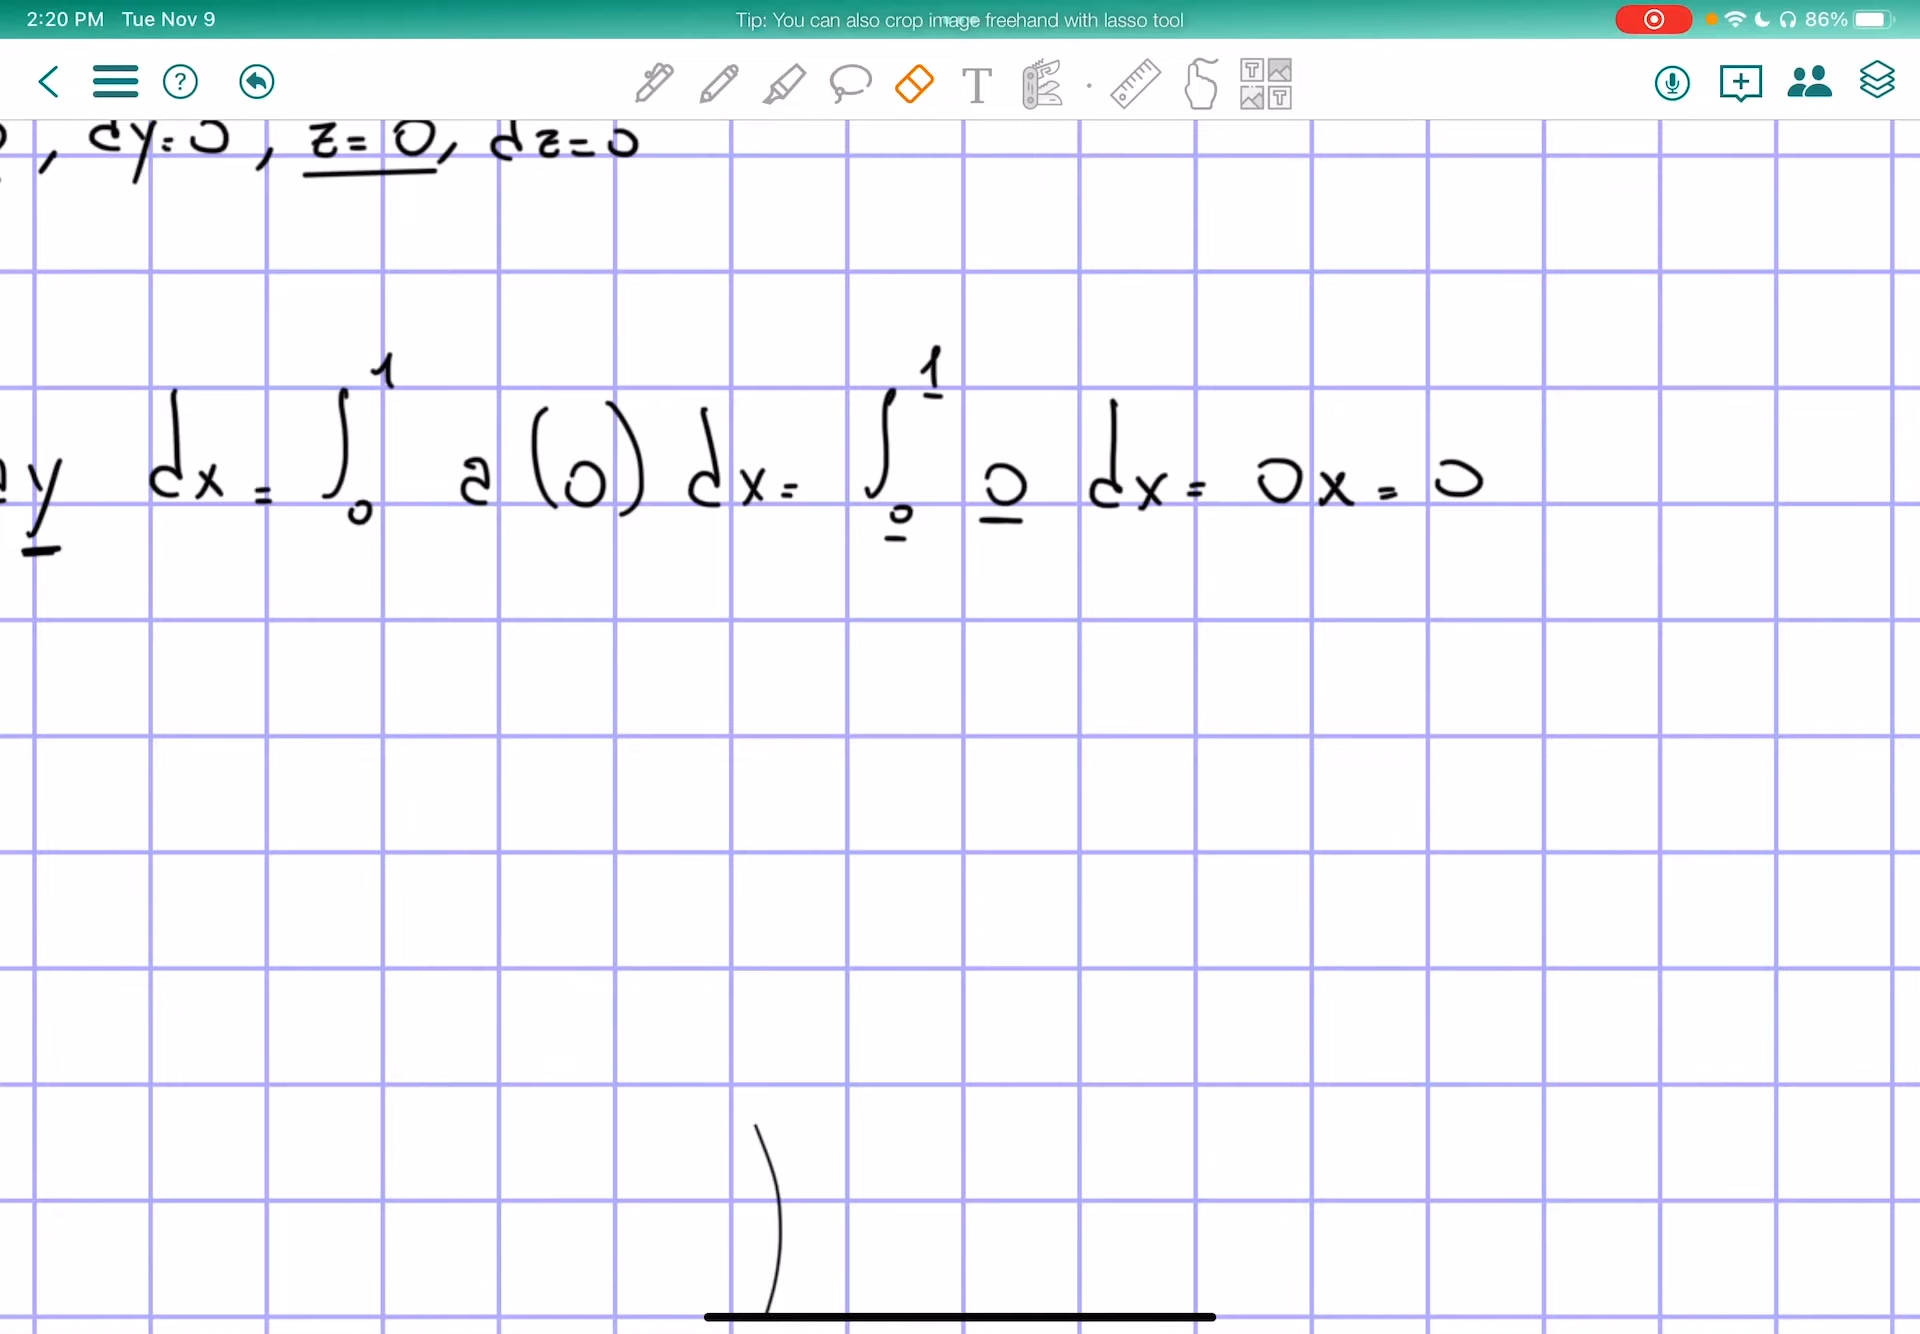 2:20 PM Tue Nov 9
Tip: You can also crop image freehand with lasso tool
86%
, dy=0, z=0, dz=0
ay dx = ∫₀¹ a(0) dx = ∫₀¹ 0 dx = 0x = 0